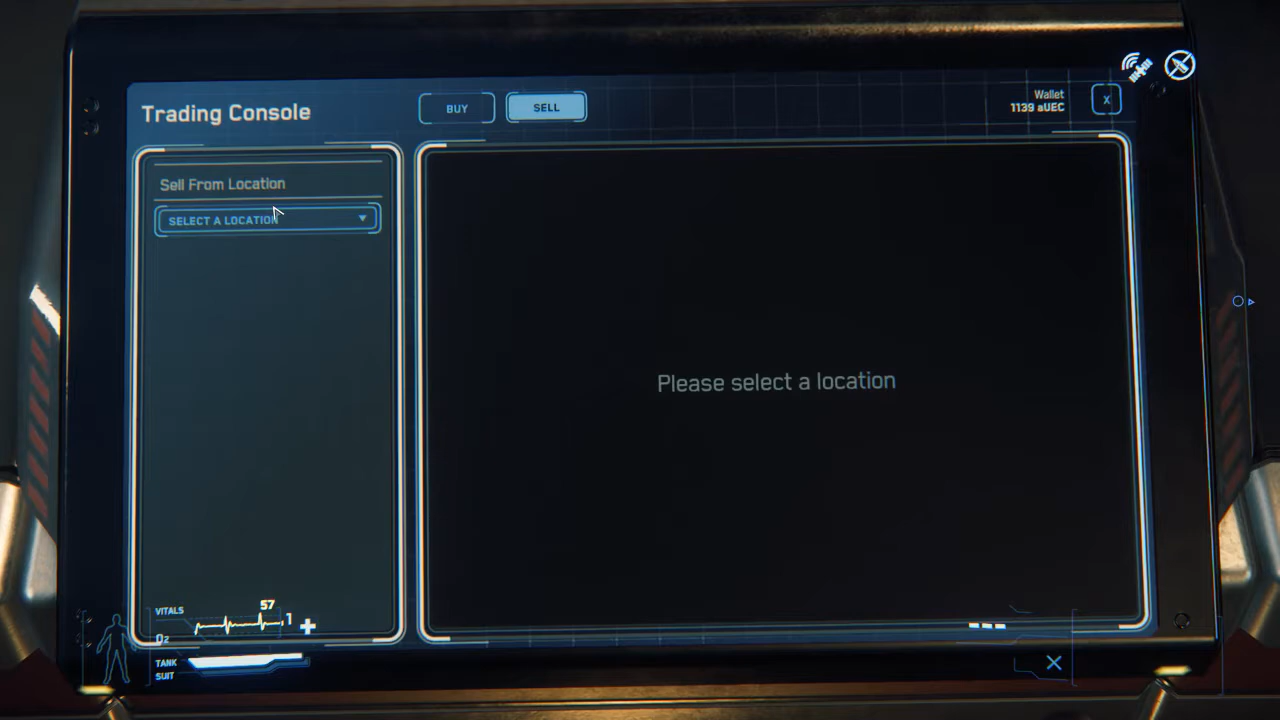 Trading Console
BUY
SELL
Wallet
1139 aUEC
X
Sell From Location
SELECT A LOCATION
Please select a location
VITALS
57
1
O2
TANK
SUIT